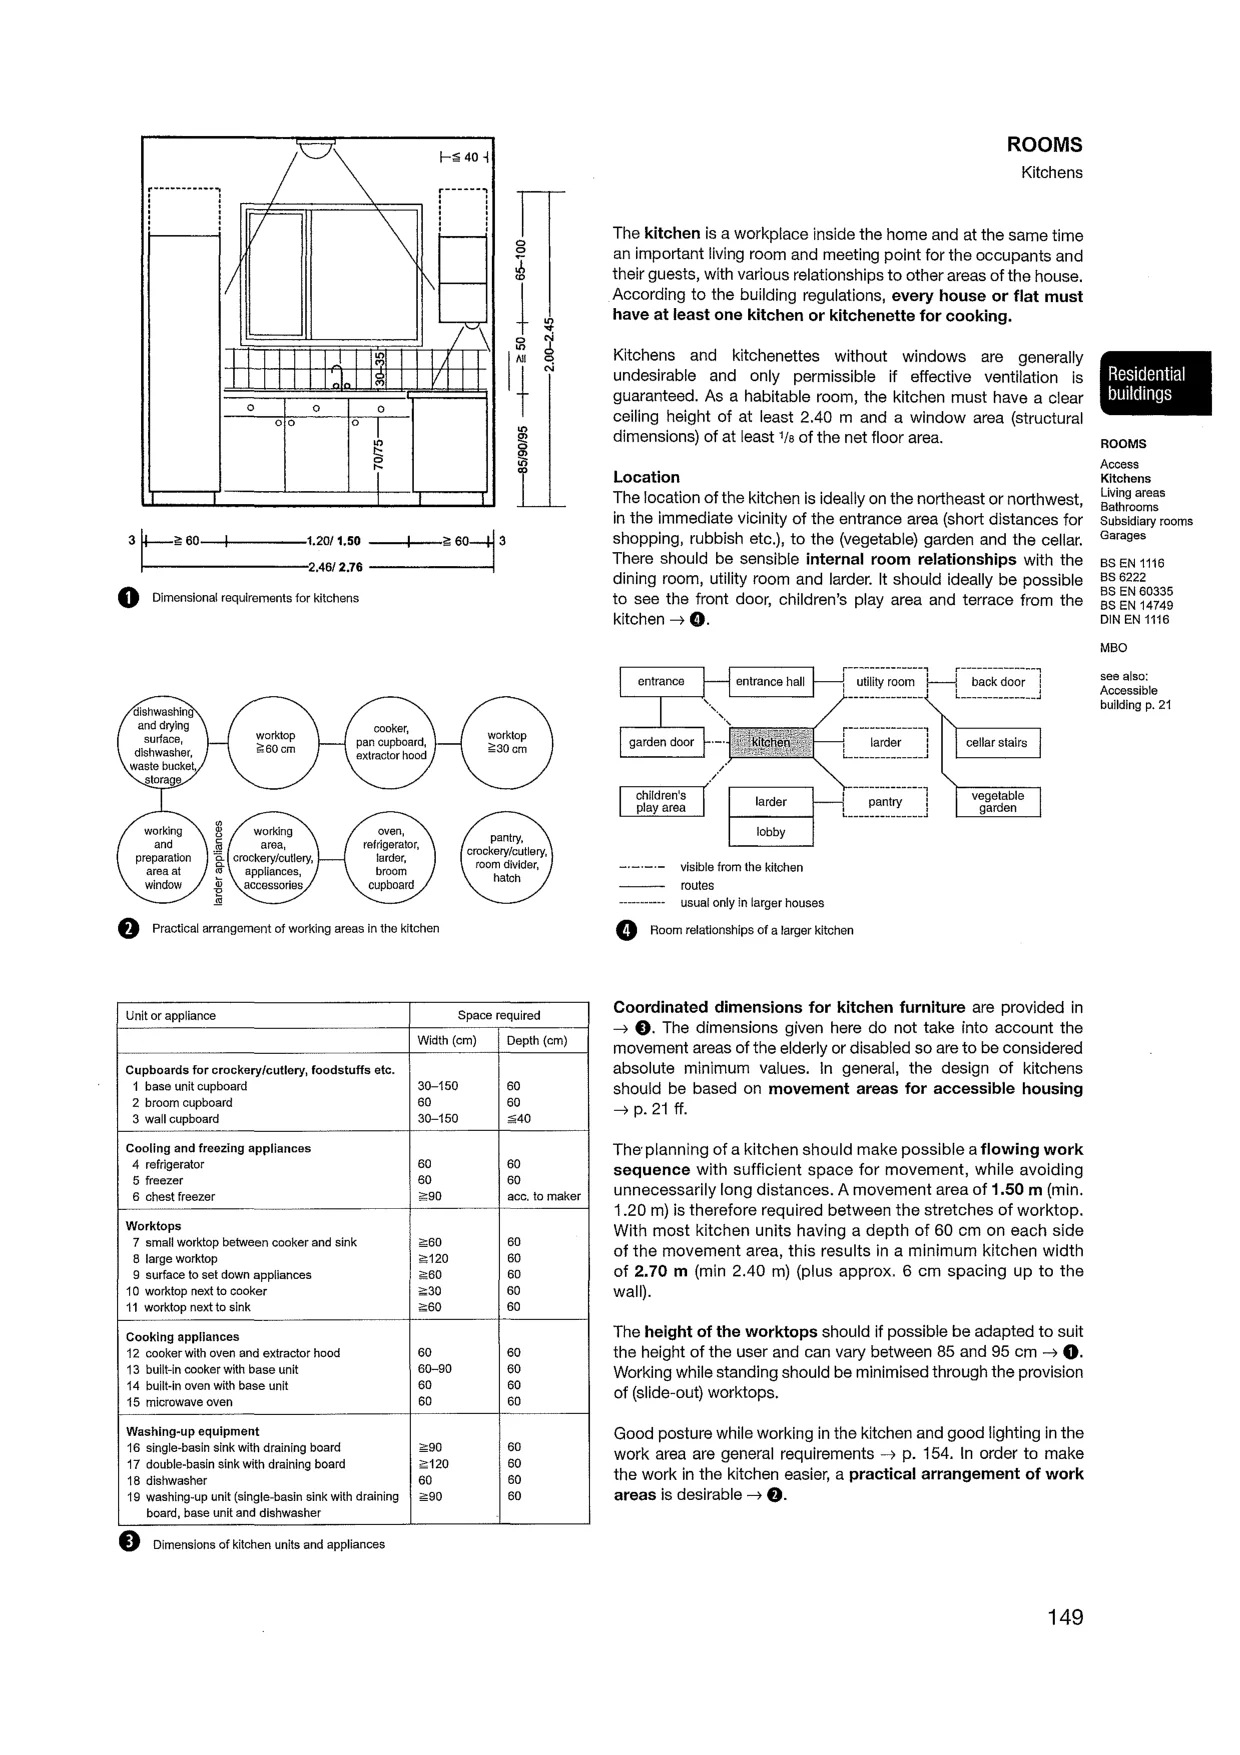 ROOMS
Kitchens
⊢≦ 40 ⊣
65–100
≧ 50
2.00–2.45
30–35
85/90/95
70/75
3 ≧ 60 1.20/ 1.50 ≧ 60 3
2.46/ 2.76
1 Dimensional requirements for kitchens
The kitchen is a workplace inside the home and at the same time
an important living room and meeting point for the occupants and
their guests, with various relationships to other areas of the house.
According to the building regulations, every house or flat must
have at least one kitchen or kitchenette for cooking.
Kitchens and kitchenettes without windows are generally
undesirable and only permissible if effective ventilation is
guaranteed. As a habitable room, the kitchen must have a clear
ceiling height of at least 2.40 m and a window area (structural
dimensions) of at least 1/8 of the net floor area.
Location
The location of the kitchen is ideally on the northeast or northwest,
in the immediate vicinity of the entrance area (short distances for
shopping, rubbish etc.), to the (vegetable) garden and the cellar.
There should be sensible internal room relationships with the
dining room, utility room and larder. It should ideally be possible
to see the front door, children's play area and terrace from the
kitchen → 4.
Residential
buildings
ROOMS
Access
Kitchens
Living areas
Bathrooms
Subsidiary rooms
Garages
BS EN 1116
BS 6222
BS EN 60335
BS EN 14749
DIN EN 1116
MBO
see also:
Accessible
building p. 21
dishwashing
and drying
surface,
dishwasher,
waste bucket,
storage
worktop
≧60 cm
cooker,
pan cupboard,
extractor hood
worktop
≧30 cm
working
and
preparation
area at
window
larder appliances
working
area,
crockery/cutlery,
appliances,
accessories
oven,
refrigerator,
larder,
broom
cupboard
pantry,
crockery/cutlery,
room divider,
hatch
2 Practical arrangement of working areas in the kitchen
entrance
entrance hall
utility room
back door
garden door
kitchen
larder
cellar stairs
children's
play area
larder
pantry
vegetable
garden
lobby
visible from the kitchen
routes
usual only in larger houses
4 Room relationships of a larger kitchen
Unit or appliance Space required
Width (cm) Depth (cm)
Cupboards for crockery/cutlery, foodstuffs etc.
1 base unit cupboard 30–150 60
2 broom cupboard 60 60
3 wall cupboard 30–150 ≦40
Cooling and freezing appliances
4 refrigerator 60 60
5 freezer 60 60
6 chest freezer ≧90 acc. to maker
Worktops
7 small worktop between cooker and sink ≧60 60
8 large worktop ≧120 60
9 surface to set down appliances ≧60 60
10 worktop next to cooker ≧30 60
11 worktop next to sink ≧60 60
Cooking appliances
12 cooker with oven and extractor hood 60 60
13 built-in cooker with base unit 60–90 60
14 built-in oven with base unit 60 60
15 microwave oven 60 60
Washing-up equipment
16 single-basin sink with draining board ≧90 60
17 double-basin sink with draining board ≧120 60
18 dishwasher 60 60
19 washing-up unit (single-basin sink with draining ≧90 60
board, base unit and dishwasher
3 Dimensions of kitchen units and appliances
Coordinated dimensions for kitchen furniture are provided in
→ 3. The dimensions given here do not take into account the
movement areas of the elderly or disabled so are to be considered
absolute minimum values. In general, the design of kitchens
should be based on movement areas for accessible housing
→ p. 21 ff.
The planning of a kitchen should make possible a flowing work
sequence with sufficient space for movement, while avoiding
unnecessarily long distances. A movement area of 1.50 m (min.
1.20 m) is therefore required between the stretches of worktop.
With most kitchen units having a depth of 60 cm on each side
of the movement area, this results in a minimum kitchen width
of 2.70 m (min 2.40 m) (plus approx. 6 cm spacing up to the
wall).
The height of the worktops should if possible be adapted to suit
the height of the user and can vary between 85 and 95 cm → 1.
Working while standing should be minimised through the provision
of (slide-out) worktops.
Good posture while working in the kitchen and good lighting in the
work area are general requirements → p. 154. In order to make
the work in the kitchen easier, a practical arrangement of work
areas is desirable → 2.
149